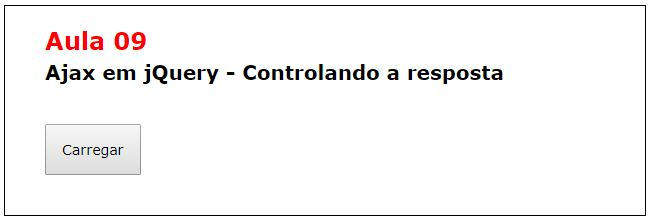 Aula 09
Ajax em jQuery - Controlando a resposta
Carregar